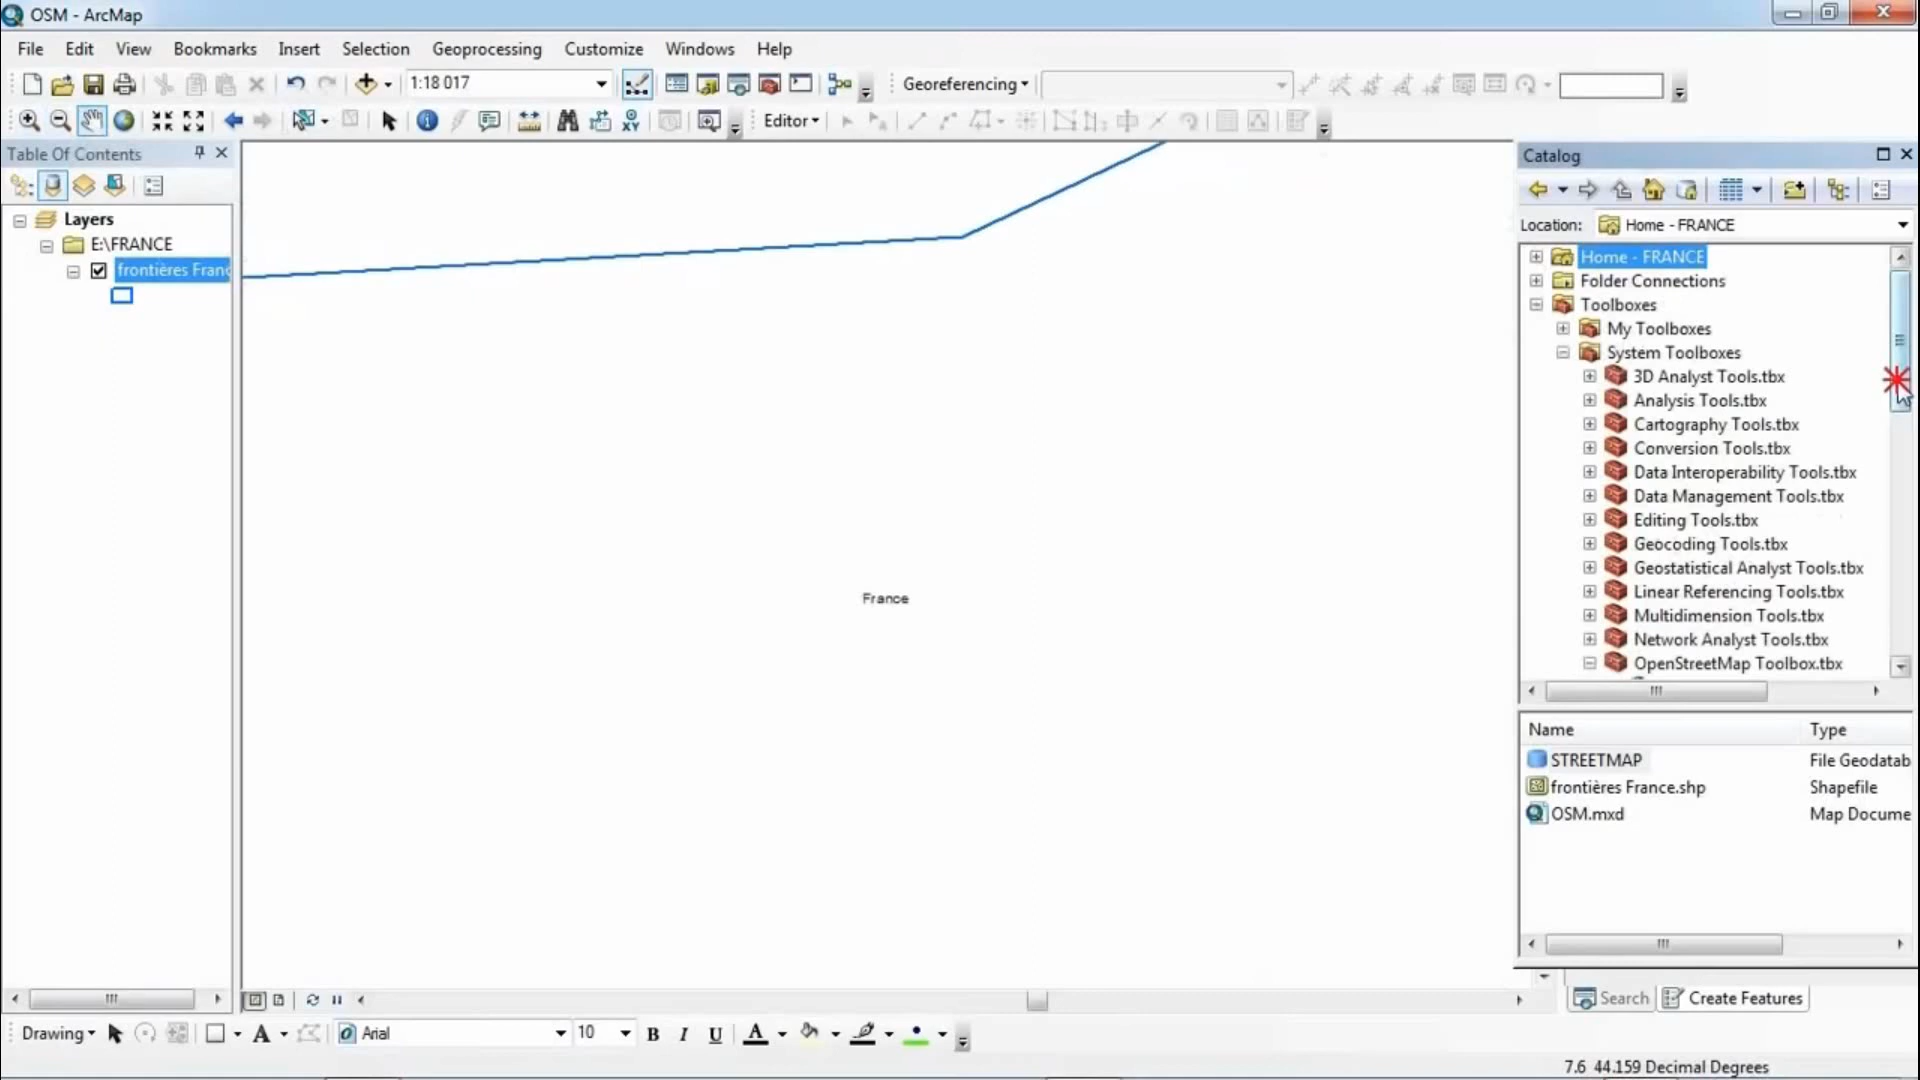 OSM - ArcMap
File Edit View Bookmarks Insert Selection Geoprocessing Customize Windows Help
1:18 017
Georeferencing
Editor
Table Of Contents
Layers
E:\FRANCE
frontières Franc
France
Catalog
Location: Home - FRANCE
Home - FRANCE
Folder Connections
Toolboxes
My Toolboxes
System Toolboxes
3D Analyst Tools.tbx
Analysis Tools.tbx
Cartography Tools.tbx
Conversion Tools.tbx
Data Interoperability Tools.tbx
Data Management Tools.tbx
Editing Tools.tbx
Geocoding Tools.tbx
Geostatistical Analyst Tools.tbx
Linear Referencing Tools.tbx
Multidimension Tools.tbx
Network Analyst Tools.tbx
OpenStreetMap Toolbox.tbx
Name Type
STREETMAP File Geodatab
frontières France.shp Shapefile
OSM.mxd Map Docume
Search Create Features
Drawing A Arial 10 B I U A
7.6 44.159 Decimal Degrees